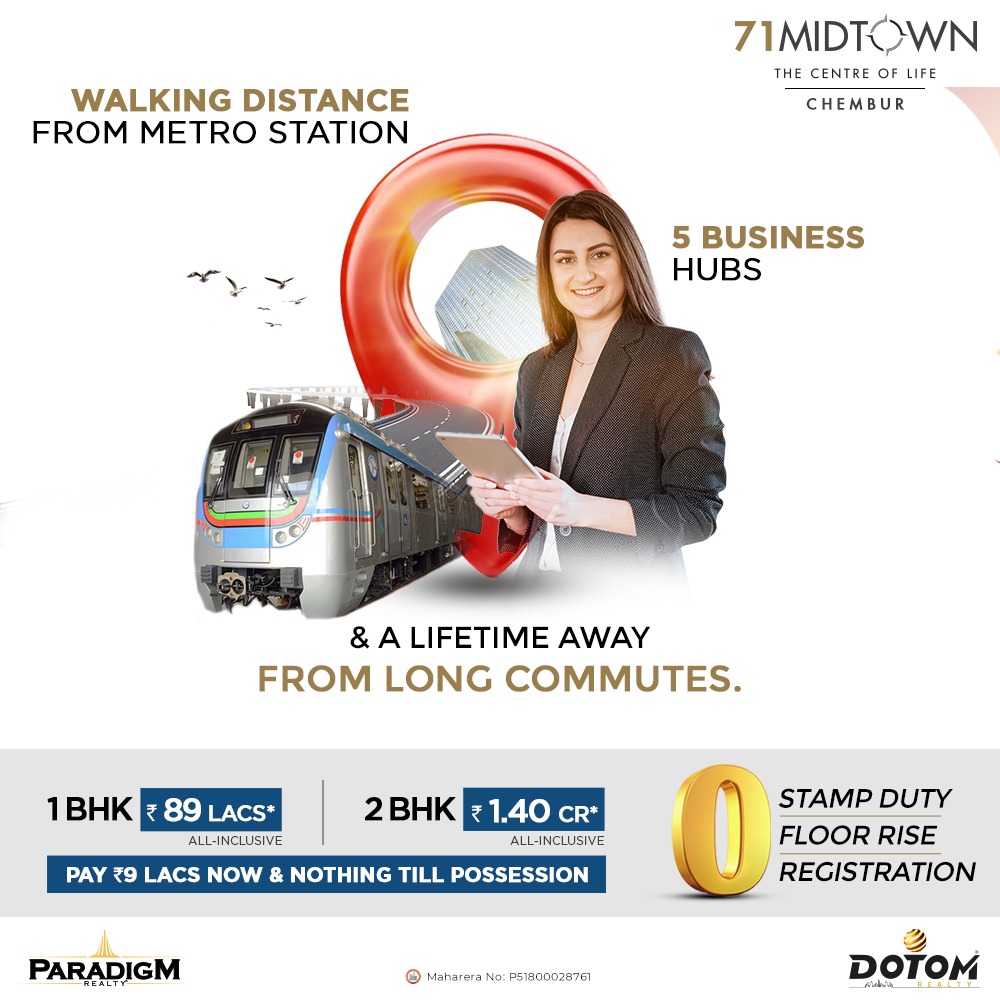 71MIDTOWN
THE CENTRE OF LIFE
CHEMBUR
WALKING DISTANCE
FROM METRO STATION
5 BUSINESS
HUBS
& A LIFETIME AWAY
FROM LONG COMMUTES.
1 BHK ₹ 89 LACS*
ALL-INCLUSIVE
2 BHK ₹ 1.40 CR*
ALL-INCLUSIVE
PAY ₹9 LACS NOW & NOTHING TILL POSSESSION
0
STAMP DUTY
FLOOR RISE
REGISTRATION
PARADIGM
REALTY
Maharera No: P51800028761
DOTOM
REALTY